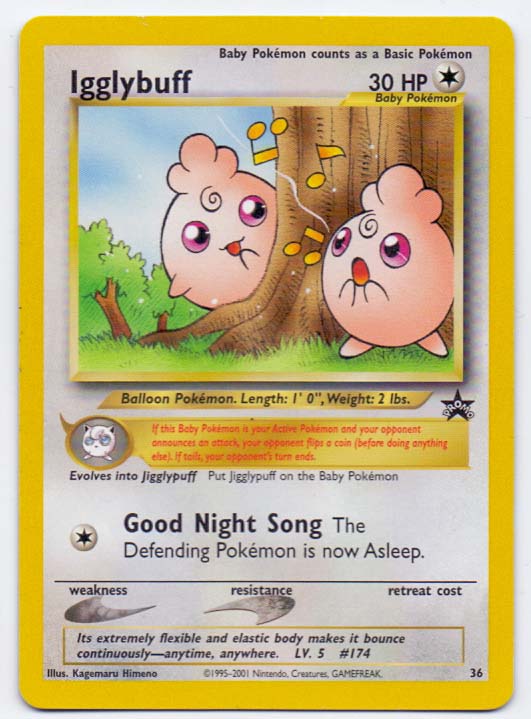 Baby Pokémon counts as a Basic Pokémon
Igglybuff 30 HP
Baby Pokémon
Balloon Pokémon. Length: 1' 0", Weight: 2 lbs.
PROMO
If this Baby Pokémon is your Active Pokémon and your opponent
announces an attack, your opponent flips a coin (before doing anything
else). If tails, your opponent's turn ends.
Evolves into Jigglypuff Put Jigglypuff on the Baby Pokémon
Good Night Song The
Defending Pokémon is now Asleep.
weakness resistance retreat cost
Its extremely flexible and elastic body makes it bounce
continuously—anytime, anywhere. LV. 5 #174
Illus. Kagemaru Himeno ©1995-2001 Nintendo, Creatures, GAMEFREAK. 36